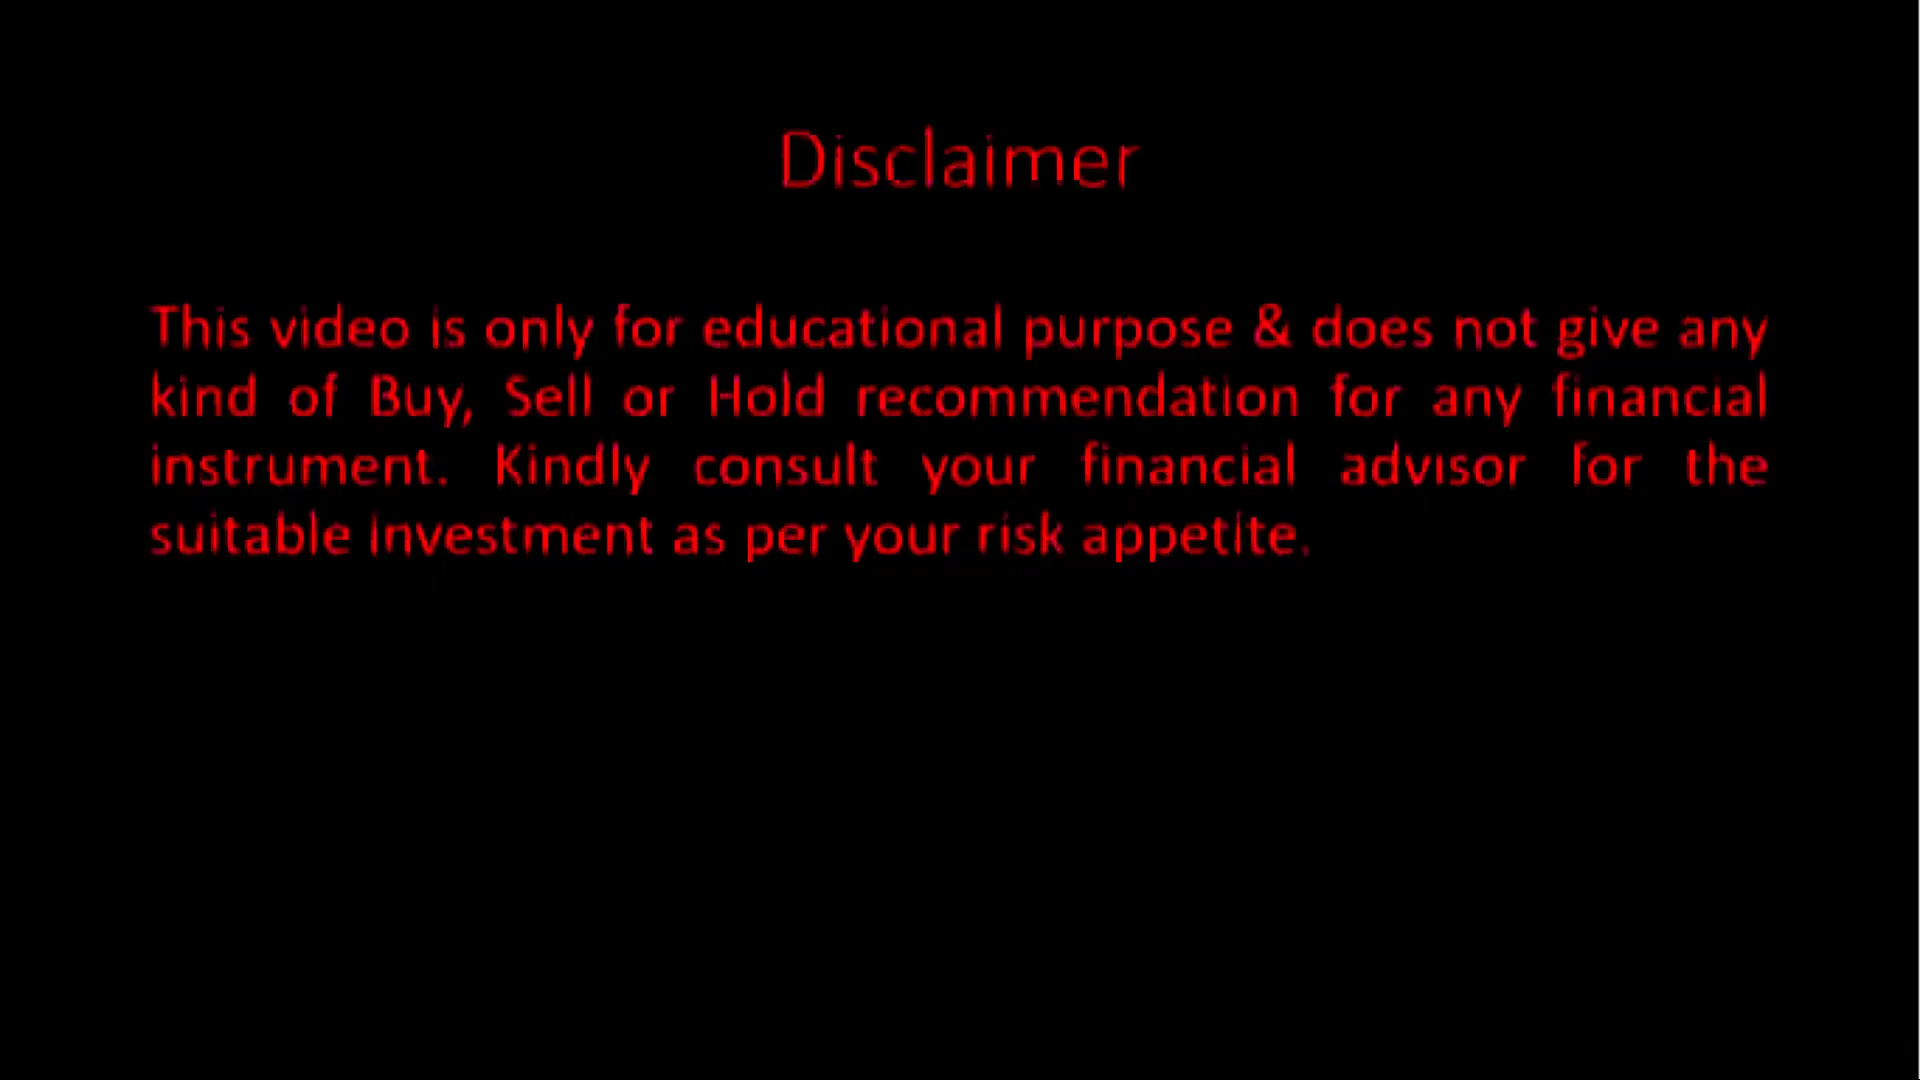 Disclaimer
This video is only for educational purpose & does not give any
kind of Buy, Sell or Hold recommendation for any financial
instrument. Kindly consult your financial advisor for the
suitable investment as per your risk appetite.